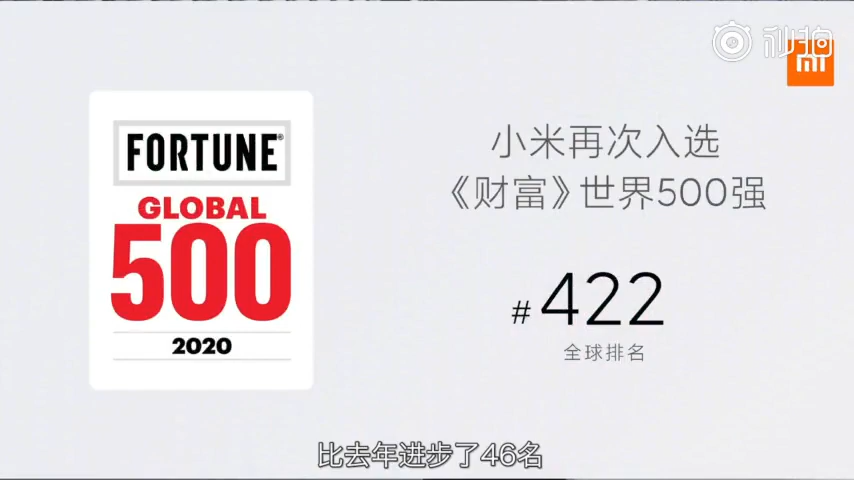 秒拍
mi
FORTUNE®
GLOBAL
500
2020
小米再次入选
《财富》世界500强
#422
全球排名
比去年进步了46名